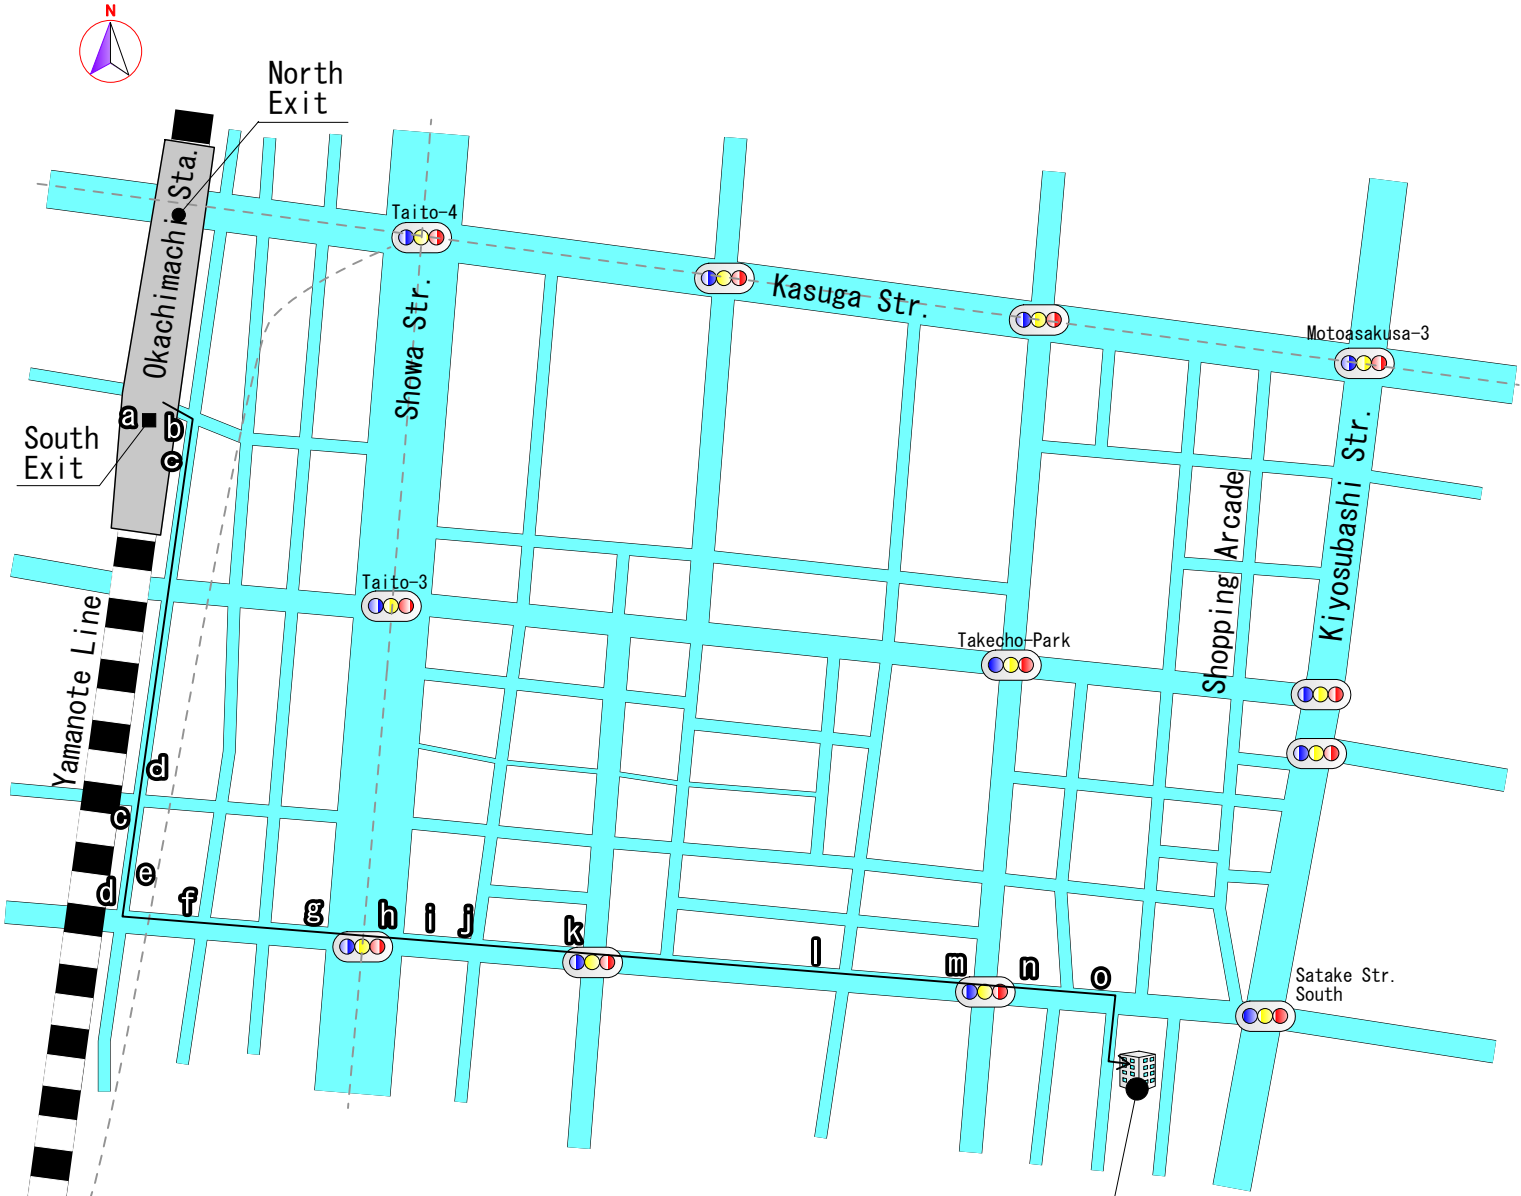 N
North
Exit
Okachimachi Sta.
Taito-4
Kasuga Str.
Motoasakusa-3
Showa Str.
a
b
c
South
Exit
Kiyosubashi Str.
Shopping Arcade
Taito-3
Takecho-Park
Yamanote Line
d
c
d
e
f
g
h
i
j
k
l
m
n
o
Satake Str.
South